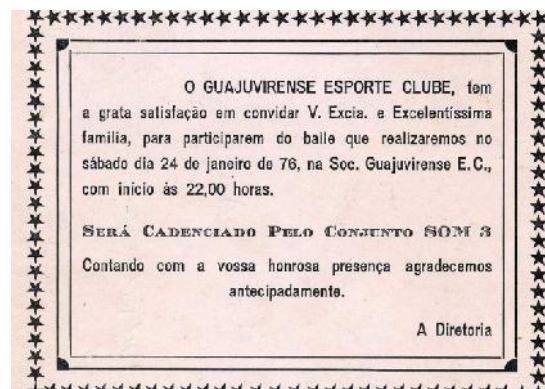 O GUAJUVIRENSE ESPORTE CLUBE, tem
a grata satisfação em convidar V. Excia. e Excelentíssima
família, para participarem do baile que realizaremos no
sábado dia 24 de janeiro de 76, na Soc. Guajuvirense E.C.,
com início às 22,00 horas.
SERÁ CADENCIADO PELO CONJUNTO SOM 3
Contando com a vossa honrosa presença agradecemos
antecipadamente.
A Diretoria